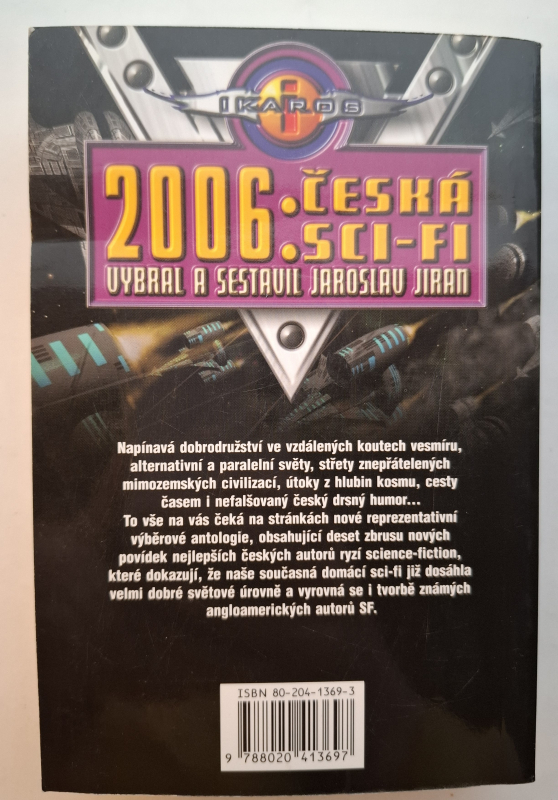 IKAROS
2006: ČESKÁ
SCI-FI
VYBRAL A SESTAVIL JAROSLAV JIRAN
Napínavá dobrodružství ve vzdálených koutech vesmíru,
alternativní a paralelní světy, střety znepřátelených
mimozemských civilizací, útoky z hlubin kosmu, cesty
časem i nefalšovaný český drsný humor...
To vše na vás čeká na stránkách nové reprezentativní
výběrové antologie, obsahující deset zbrusu nových
povídek nejlepších českých autorů ryzí science-fiction,
které dokazují, že naše současná domácí sci-fi již dosáhla
velmi dobré světové úrovně a vyrovná se i tvorbě známých
angloamerických autorů SF.
ISBN 80-204-1369-3
9 788020 413697